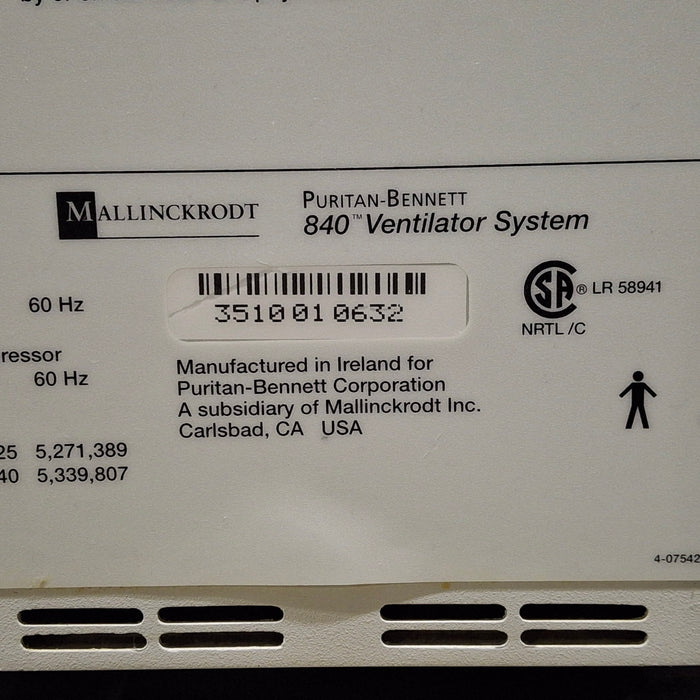 MALLINCKRODT
PURITAN-BENNETT
840™ Ventilator System
3510010632
60 Hz
ressor
60 Hz
25 5,271,389
40 5,339,807
Manufactured in Ireland for
Puritan-Bennett Corporation
A subsidiary of Mallinckrodt Inc.
Carlsbad, CA USA
SA ® LR 58941
NRTL /C
4-07542